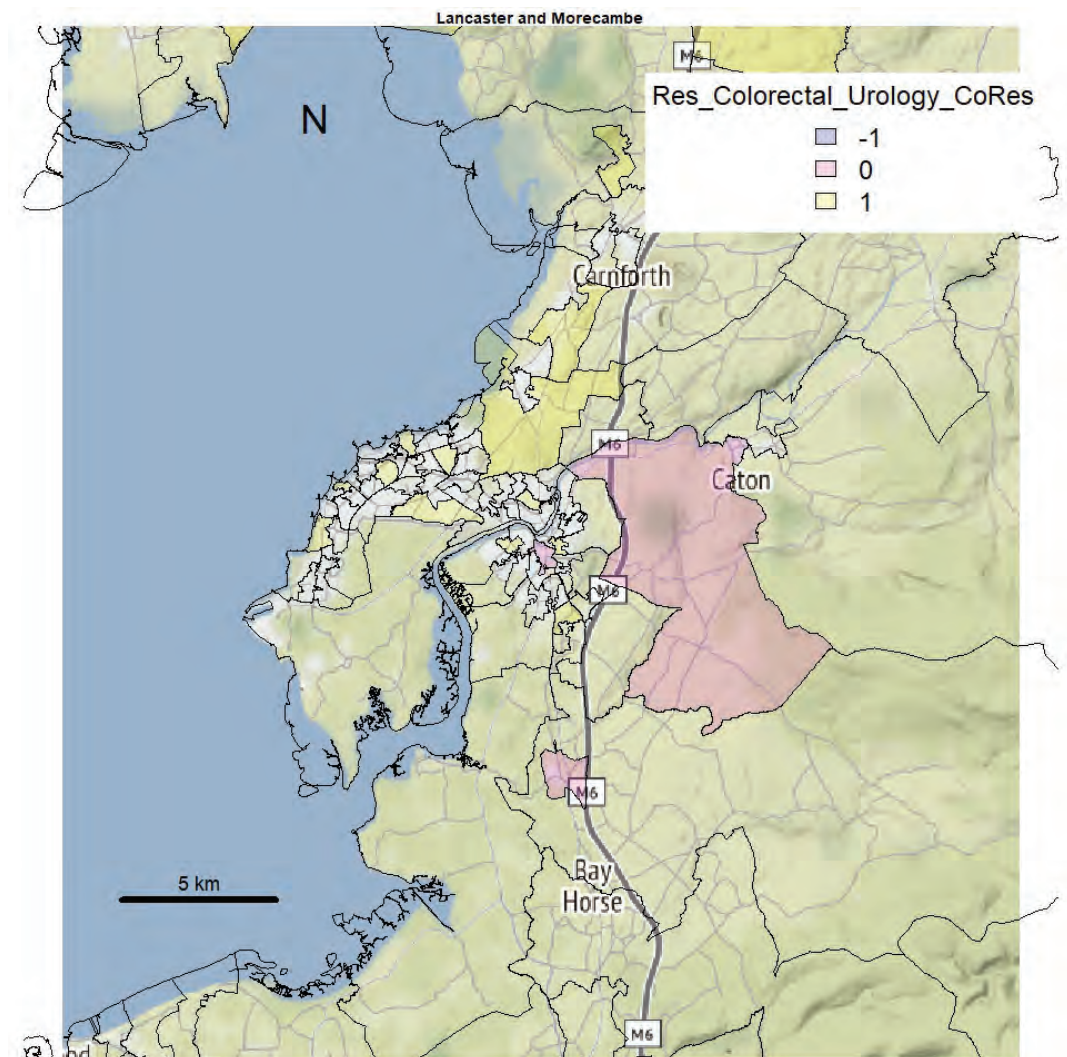 Lancaster and Morecambe
M6
Res_Colorectal_Urology_CoRes
-1
0
1
N
Carnforth
M6
Caton
M6
M6
5 km
Bay
Horse
M6